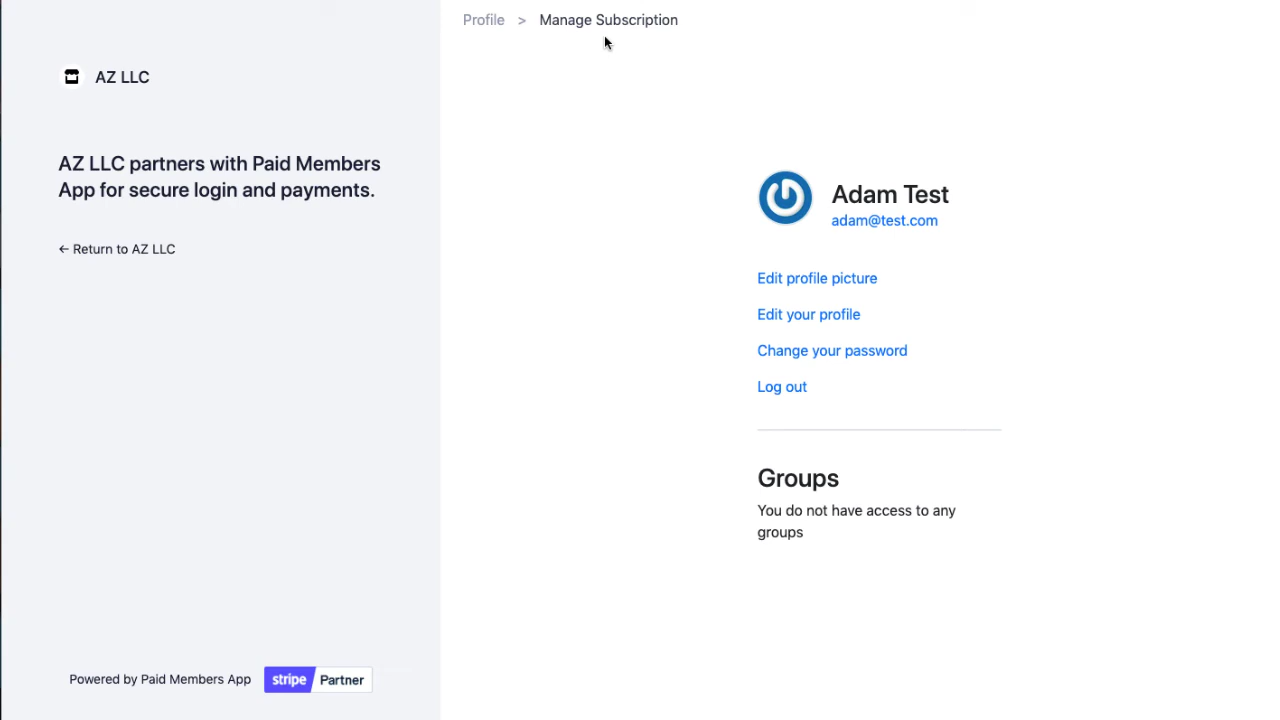 Profile > Manage Subscription
AZ LLC
AZ LLC partners with Paid Members
App for secure login and payments.
← Return to AZ LLC
Adam Test
adam@test.com
Edit profile picture
Edit your profile
Change your password
Log out
Groups
You do not have access to any
groups
Powered by Paid Members App stripe Partner